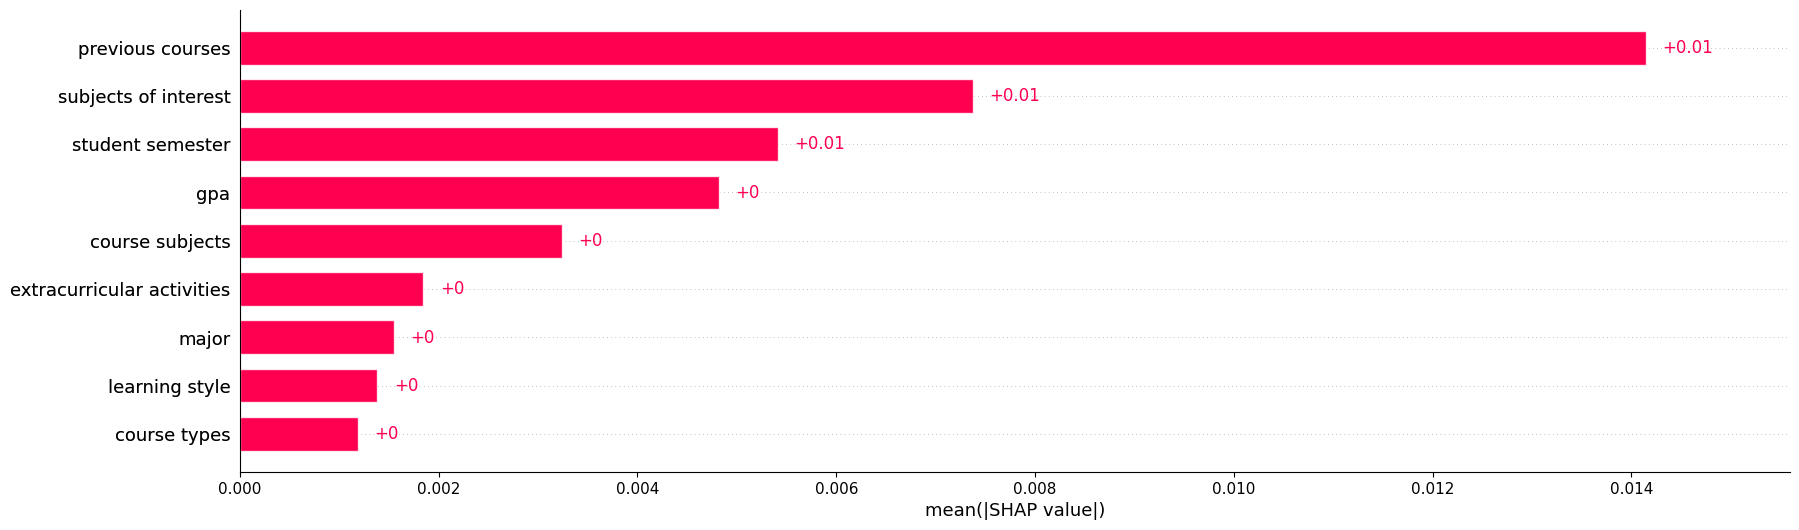 previous courses +0.01
subjects of interest +0.01
student semester +0.01
gpa +0
course subjects +0
extracurricular activities +0
major +0
learning style +0
course types +0
0.000 0.002 0.004 0.006 0.008 0.010 0.012 0.014
mean(|SHAP value|)